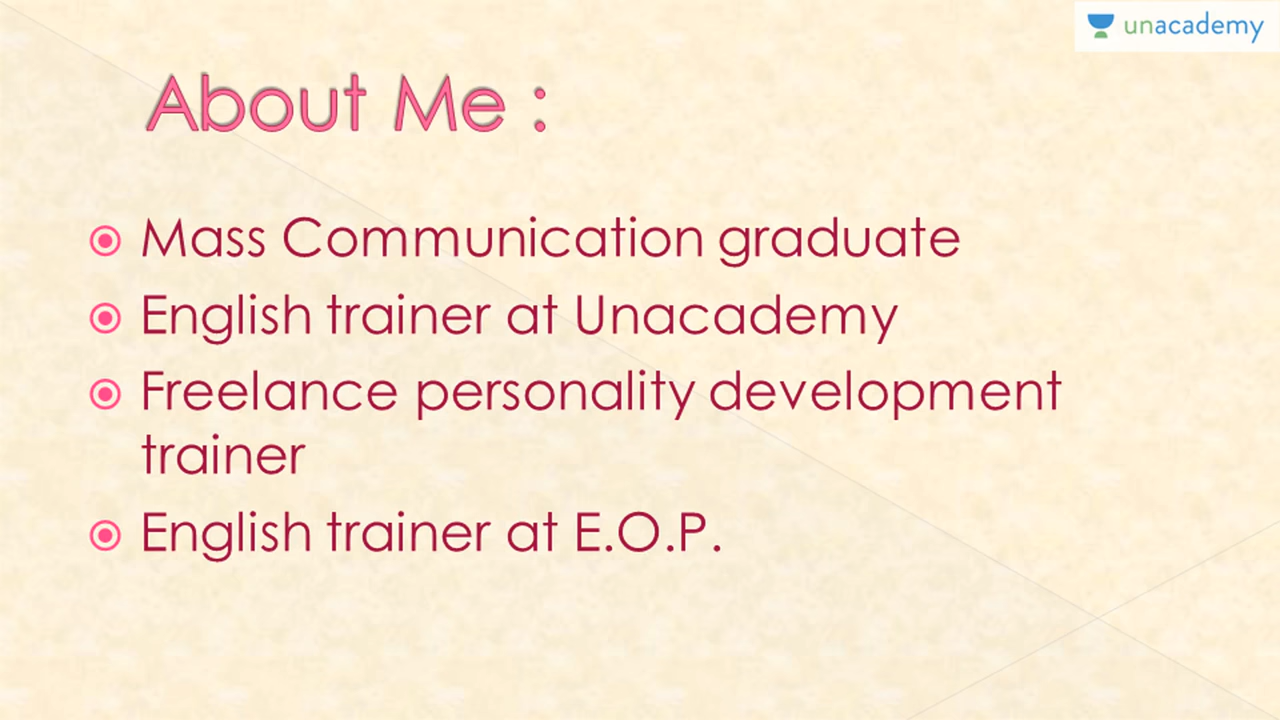 unacademy
About Me :
Mass Communication graduate
English trainer at Unacademy
Freelance personality development
trainer
English trainer at E.O.P.